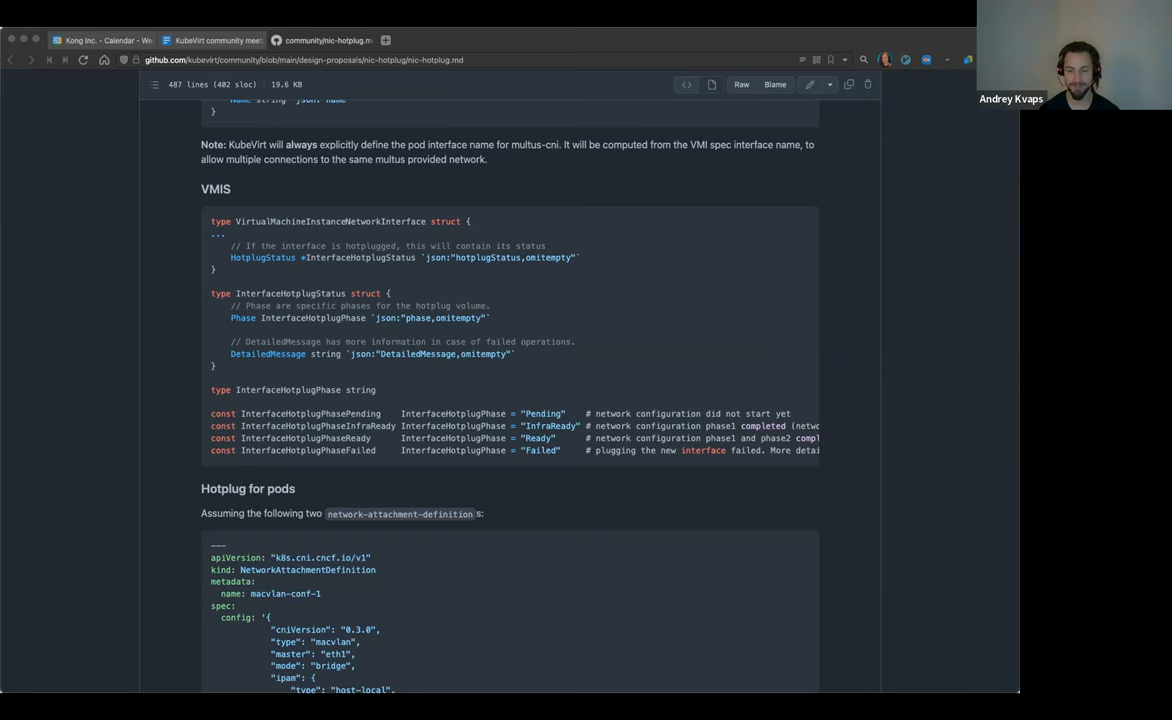 Kong Inc. - Calendar - We
KubeVirt community meet
community/nic-hotplug.m
github.com/kubevirt/community/blob/main/design-proposals/nic-hotplug/nic-hotplug.md
Andrey Kvaps
487 lines (402 sloc) 19.6 KB
Raw Blame
Name string `json:"name"
}
Note: KubeVirt will always explicitly define the pod interface name for multus-cni. It will be computed from the VMI spec interface name, to
allow multiple connections to the same multus provided network.
VMIS
type VirtualMachineInstanceNetworkInterface struct {
...
// If the interface is hotplugged, this will contain its status
HotplugStatus *InterfaceHotplugStatus `json:"hotplugStatus,omitempty"`
}
type InterfaceHotplugStatus struct {
// Phase are specific phases for the hotplug volume.
Phase InterfaceHotplugPhase `json:"phase,omitempty"`
// DetailedMessage has more information in case of failed operations.
DetailedMessage string `json:"DetailedMessage,omitempty"`
}
type InterfaceHotplugPhase string
const InterfaceHotplugPhasePending InterfaceHotplugPhase = "Pending" # network configuration did not start yet
const InterfaceHotplugPhaseInfraReady InterfaceHotplugPhase = "InfraReady" # network configuration phase1 completed (netwo
const InterfaceHotplugPhaseReady InterfaceHotplugPhase = "Ready" # network configuration phase1 and phase2 compl
const InterfaceHotplugPhaseFailed InterfaceHotplugPhase = "Failed" # plugging the new interface failed. More detai
Hotplug for pods
Assuming the following two network-attachment-definition s:
---
apiVersion: "k8s.cni.cncf.io/v1"
kind: NetworkAttachmentDefinition
metadata:
name: macvlan-conf-1
spec:
config: '{
"cniVersion": "0.3.0",
"type": "macvlan",
"master": "eth1",
"mode": "bridge",
"ipam": {
"type": "host-local",